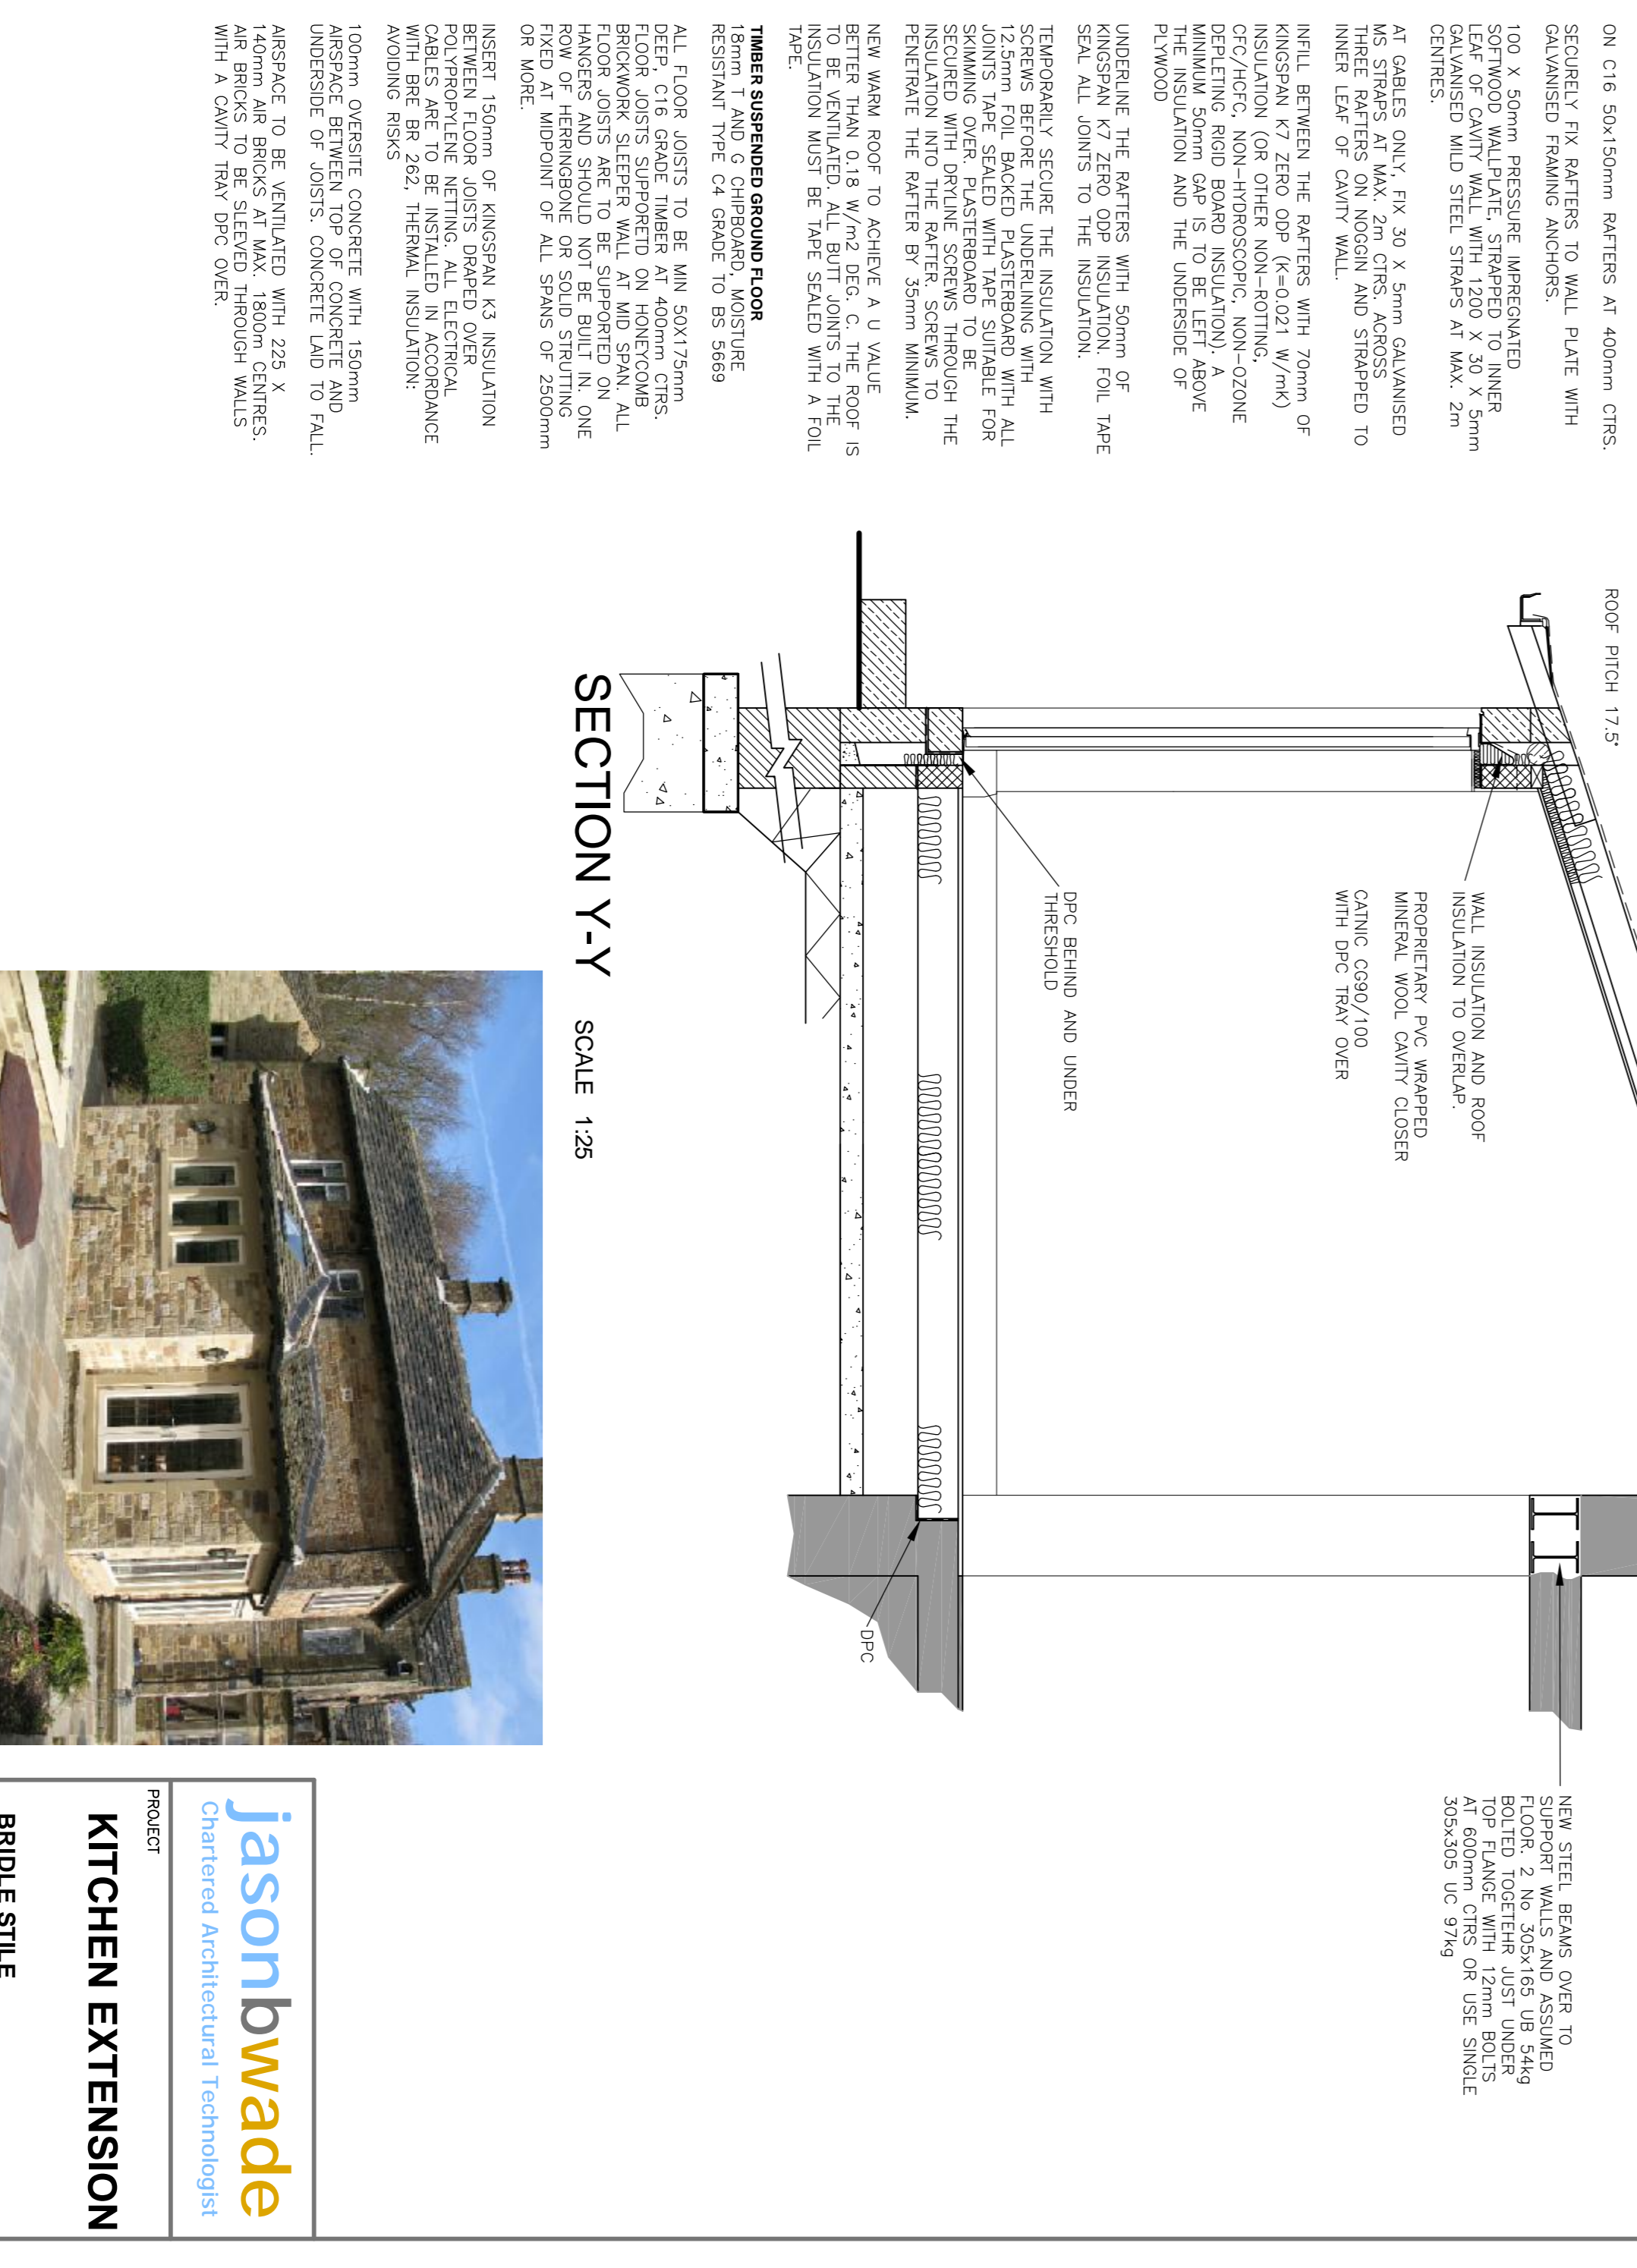 ON C16 50x150mm RAFTERS AT 400mm CTRS.
SECURELY FIX RAFTERS TO WALL PLATE WITH
GALVANISED FRAMING ANCHORS.
100 X 50mm PRESSURE IMPREGNATED
SOFTWOOD WALLPLATE, STRAPPED TO INNER
LEAF OF CAVITY WALL WITH 1200 X 30 X 5mm
GALVANISED MILD STEEL STRAPS AT MAX. 2m
CENTRES.
AT GABLES ONLY, FIX 30 X 5mm GALVANISED
MS STRAPS AT MAX. 2m CTRS. ACROSS
THREE RAFTERS ON NOGGIN AND STRAPPED TO
INNER LEAF OF CAVITY WALL.
INFILL BETWEEN THE RAFTERS WITH 70mm OF
KINGSPAN K7 ZERO ODP (K=0.021 W/mK)
INSULATION (OR OTHER NON-ROTTING,
CFC/HCFC, NON-HYDROSCOPIC, NON-OZONE
DEPLETING RIGID BOARD INSULATION). A
MINIMUM 50mm GAP IS TO BE LEFT ABOVE
THE INSULATION AND THE UNDERSIDE OF
PLYWOOD
UNDERLINE THE RAFTERS WITH 50mm OF
KINGSPAN K7 ZERO ODP INSULATION. FOIL TAPE
SEAL ALL JOINTS TO THE INSULATION.
TEMPORARILY SECURE THE INSULATION WITH
SCREWS BEFORE THE UNDERLINING WITH
12.5mm FOIL BACKED PLASTERBOARD WITH ALL
JOINTS TAPE SEALED WITH TAPE SUITABLE FOR
SKIMMING OVER. PLASTERBOARD TO BE
SECURED WITH DRYLINE SCREWS THROUGH THE
INSULATION INTO THE RAFTER. SCREWS TO
PENETRATE THE RAFTER BY 35mm MINIMUM.
NEW WARM ROOF TO ACHIEVE A U VALUE
BETTER THAN 0.18 W/m2 DEG. C. THE ROOF IS
TO BE VENTILATED. ALL BUTT JOINTS TO THE
INSULATION MUST BE TAPE SEALED WITH A FOIL
TAPE.
TIMBER SUSPENDED GROUND FLOOR
18mm T AND G CHIPBOARD, MOISTURE
RESISTANT TYPE C4 GRADE TO BS 5669
ALL FLOOR JOISTS TO BE MIN 50X175mm
DEEP, C16 GRADE TIMBER AT 400mm CTRS.
FLOOR JOISTS SUPPORETD ON HONEYCOMB
BRICKWORK SLEEPER WALL AT MID SPAN. ALL
FLOOR JOISTS ARE TO BE SUPPORTED ON
HANGERS AND SHOULD NOT BE BUILT IN. ONE
ROW OF HERRINGBONE OR SOLID STRUTTING
FIXED AT MIDPOINT OF ALL SPANS OF 2500mm
OR MORE.
INSERT 150mm OF KINGSPAN K3 INSULATION
BETWEEN FLOOR JOISTS DRAPED OVER
POLYPROPYLENE NETTING. ALL ELECTRICAL
CABLES ARE TO BE INSTALLED IN ACCORDANCE
WITH BRE BR 262, THERMAL INSULATION:
AVOIDING RISKS
100mm OVERSITE CONCRETE WITH 150mm
AIRSPACE BETWEEN TOP OF CONCRETE AND
UNDERSIDE OF JOISTS. CONCRETE LAID TO FALL.
AIRSPACE TO BE VENTILATED WITH 225 X
140mm AIR BRICKS AT MAX. 1800m CENTRES.
AIR BRICKS TO BE SLEEVED THROUGH WALLS
WITH A CAVITY TRAY DPC OVER.
ROOF PITCH 17.5°
WALL INSULATION AND ROOF
INSULATION TO OVERLAP.
PROPRIETARY PVC WRAPPED
MINERAL WOOL CAVITY CLOSER
CATNIC CG90/100
WITH DPC TRAY OVER
DPC BEHIND AND UNDER
THRESHOLD
DPC
SECTION Y-Y SCALE 1:25
NEW STEEL BEAMS OVER TO
SUPPORT WALLS AND ASSUMED
FLOOR. 2 No 305x165 UB 54kg
BOLTED TOGETEHR JUST UNDER
TOP FLANGE WITH 12mm BOLTS
AT 600mm CTRS OR USE SINGLE
305x305 UC 97kg
jasonbwade
Chartered Architectural Technologist
PROJECT
KITCHEN EXTENSION
BRIDLE STILE